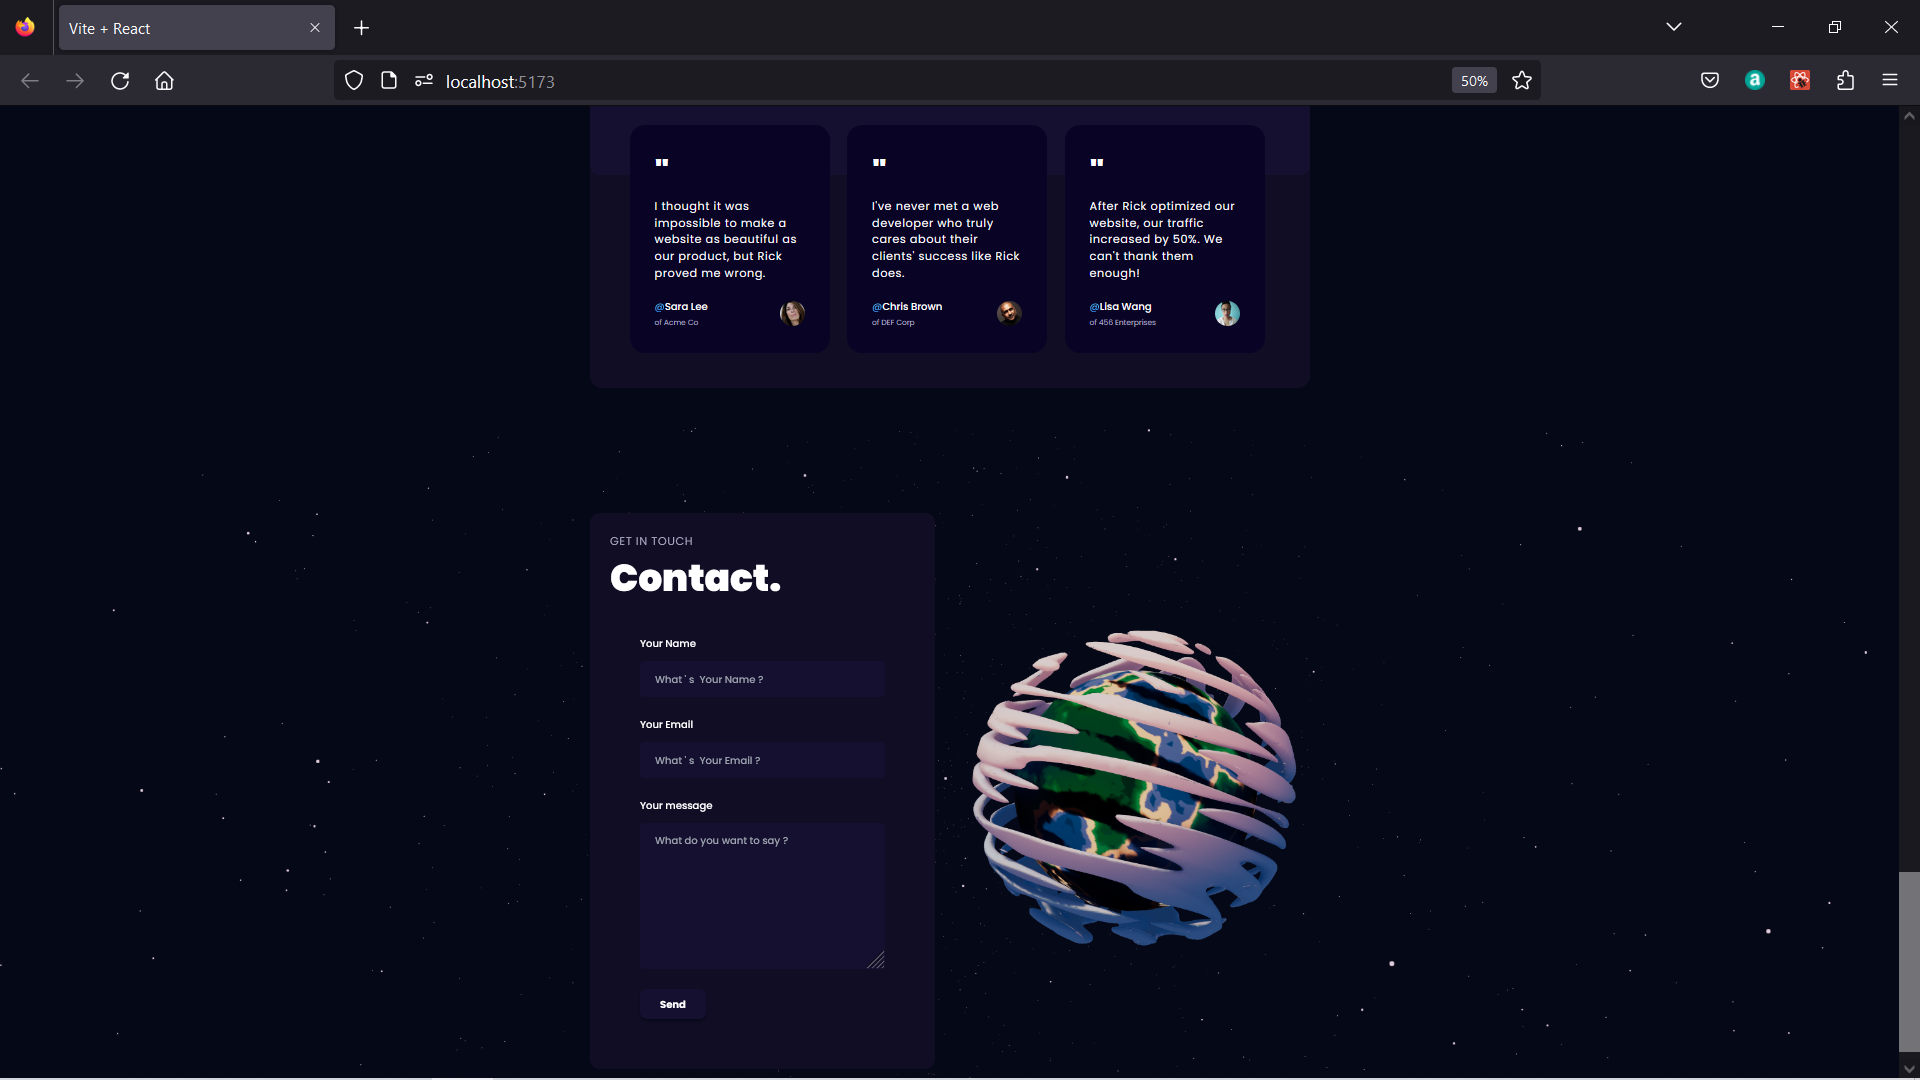 Vite + React
localhost:5173
50%
"
I thought it was
impossible to make a
website as beautiful as
our product, but Rick
proved me wrong.
@Sara Lee
of Acme Co
"
I've never met a web
developer who truly
cares about their
clients' success like Rick
does.
@Chris Brown
of DEF Corp
"
After Rick optimized our
website, our traffic
increased by 50%. We
can't thank them
enough!
@Lisa Wang
of 456 Enterprises
GET IN TOUCH
Contact.
Your Name
What ' s  Your Name ?
Your Email
What ' s  Your Email ?
Your message
What do you want to say ?
Send